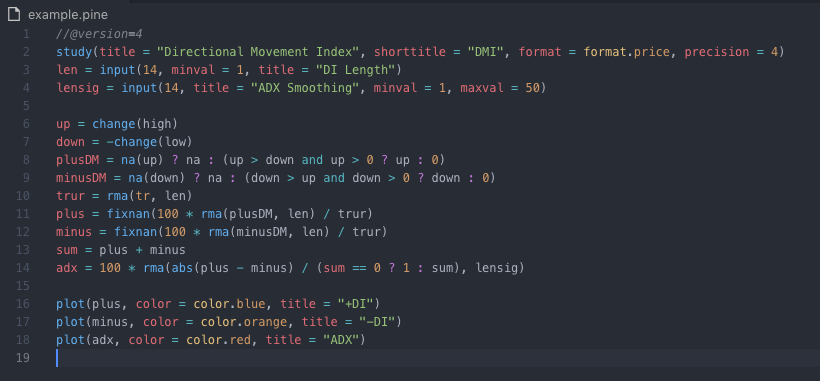 example.pine
1 //@version=4
2 study(title = "Directional Movement Index", shorttitle = "DMI", format = format.price, precision = 4)
3 len = input(14, minval = 1, title = "DI Length")
4 lensig = input(14, title = "ADX Smoothing", minval = 1, maxval = 50)
5
6 up = change(high)
7 down = -change(low)
8 plusDM = na(up) ? na : (up > down and up > 0 ? up : 0)
9 minusDM = na(down) ? na : (down > up and down > 0 ? down : 0)
10 trur = rma(tr, len)
11 plus = fixnan(100 * rma(plusDM, len) / trur)
12 minus = fixnan(100 * rma(minusDM, len) / trur)
13 sum = plus + minus
14 adx = 100 * rma(abs(plus - minus) / (sum == 0 ? 1 : sum), lensig)
15
16 plot(plus, color = color.blue, title = "+DI")
17 plot(minus, color = color.orange, title = "-DI")
18 plot(adx, color = color.red, title = "ADX")
19